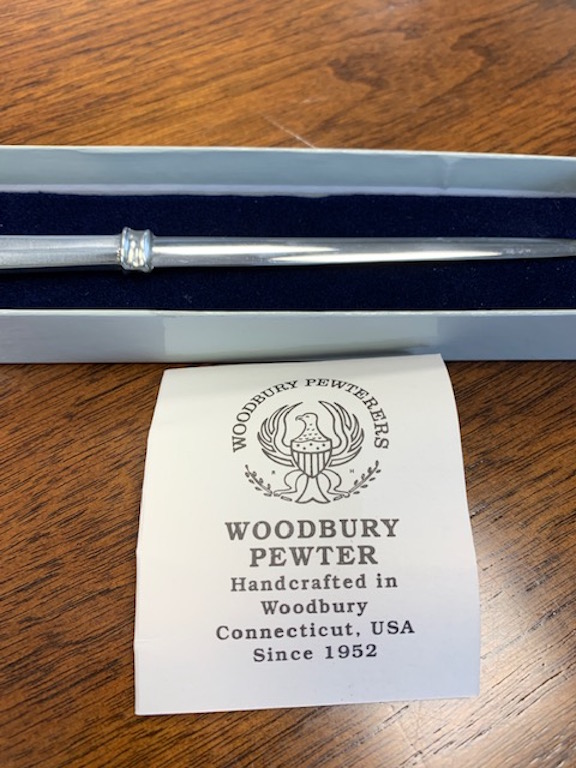 WOODBURY PEWTERERS
R H
WOODBURY
PEWTER
Handcrafted in
Woodbury
Connecticut, USA
Since 1952